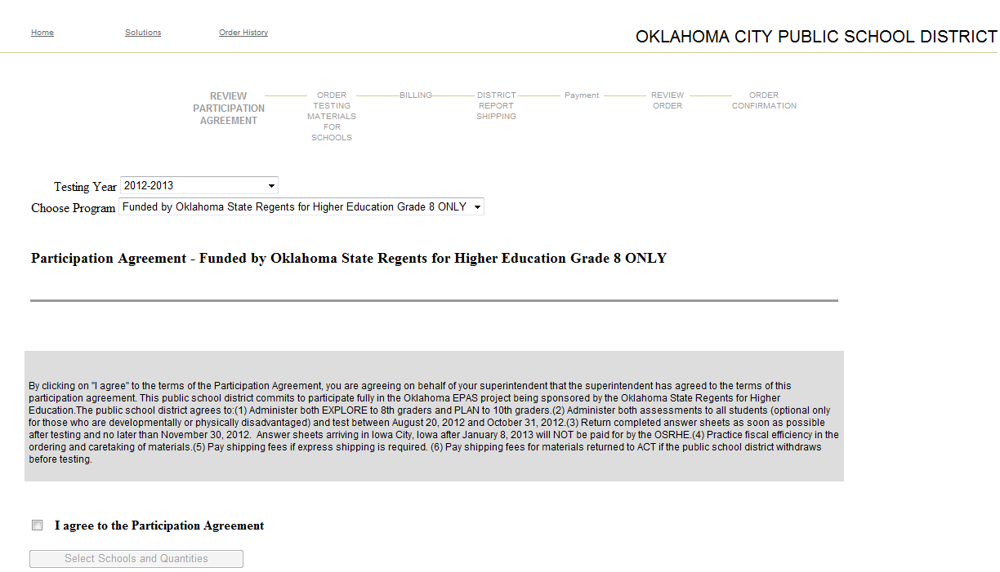 Home Solutions Order History
OKLAHOMA CITY PUBLIC SCHOOL DISTRICT
REVIEW
PARTICIPATION
AGREEMENT
ORDER
TESTING
MATERIALS
FOR
SCHOOLS
BILLING
DISTRICT
REPORT
SHIPPING
Payment
REVIEW
ORDER
ORDER
CONFIRMATION
Testing Year 2012-2013
Choose Program Funded by Oklahoma State Regents for Higher Education Grade 8 ONLY
Participation Agreement - Funded by Oklahoma State Regents for Higher Education Grade 8 ONLY
By clicking on "I agree" to the terms of the Participation Agreement, you are agreeing on behalf of your superintendent that the superintendent has agreed to the terms of this
participation agreement. This public school district commits to participate fully in the Oklahoma EPAS project being sponsored by the Oklahoma State Regents for Higher
Education.The public school district agrees to:(1) Administer both EXPLORE to 8th graders and PLAN to 10th graders.(2) Administer both assessments to all students (optional only
for those who are developmentally or physically disadvantaged) and test between August 20, 2012 and October 31, 2012.(3) Return completed answer sheets as soon as possible
after testing and no later than November 30, 2012.  Answer sheets arriving in Iowa City, Iowa after January 8, 2013 will NOT be paid for by the OSRHE.(4) Practice fiscal efficiency in the
ordering and caretaking of materials.(5) Pay shipping fees if express shipping is required. (6) Pay shipping fees for materials returned to ACT if the public school district withdraws
before testing.
I agree to the Participation Agreement
Select Schools and Quantities